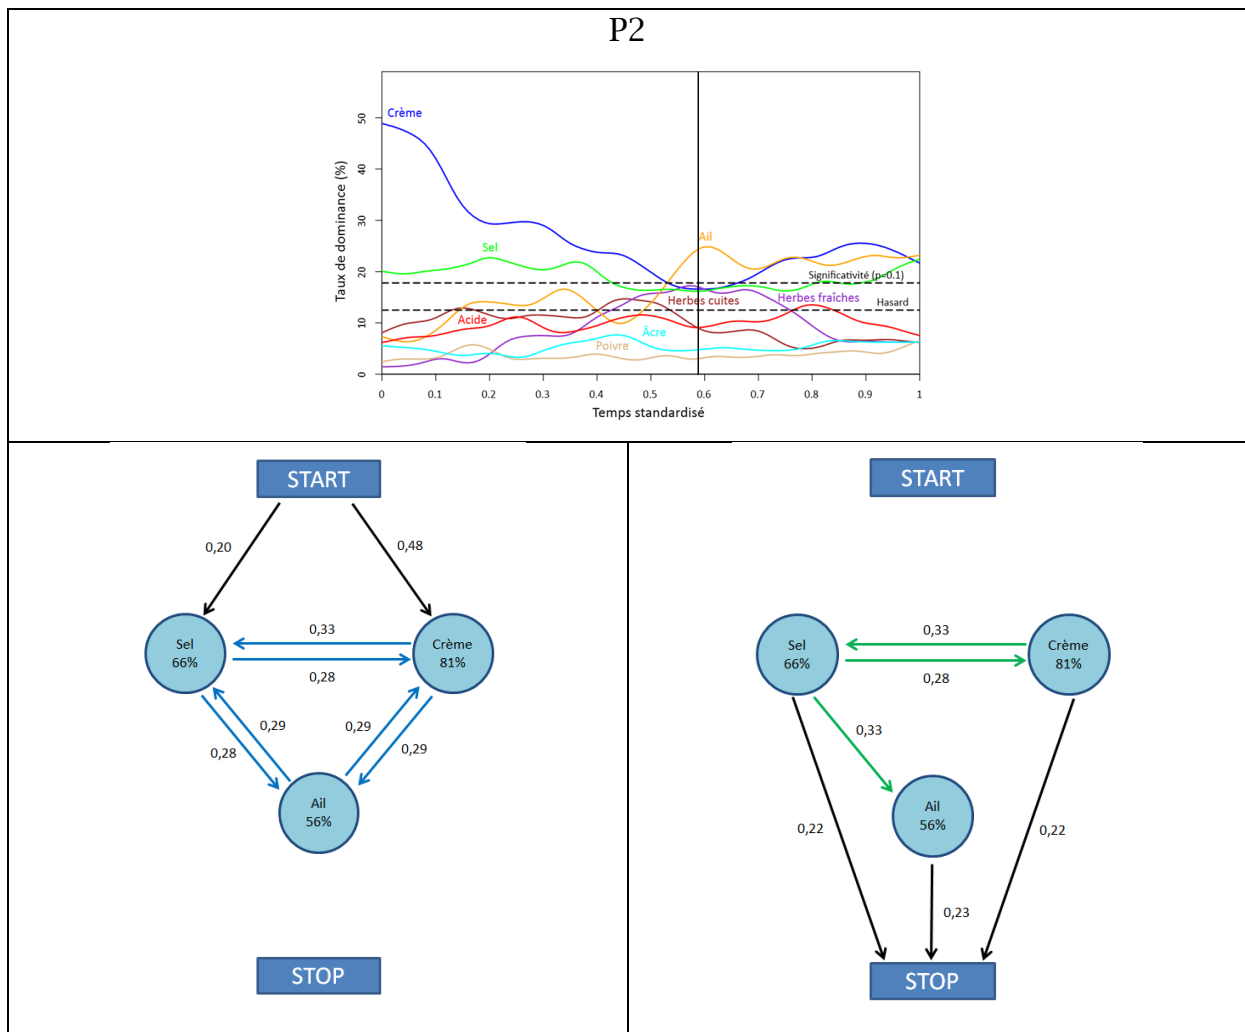 P2
Taux de dominance (%)
50
40
30
20
10
0
Crème
Sel
Ail
Significativité (p=0.1)
Herbes cuites
Herbes fraîches
Hasard
Acide
Âcre
Poivre
0 0.1 0.2 0.3 0.4 0.5 0.6 0.7 0.8 0.9 1
Temps standardisé
START
0,20
0,48
Sel
66%
0,33
0,28
Crème
81%
0,29
0,28
0,29
0,29
Ail
56%
STOP
START
Sel
66%
0,33
0,28
Crème
81%
0,33
Ail
56%
0,22
0,22
0,23
STOP